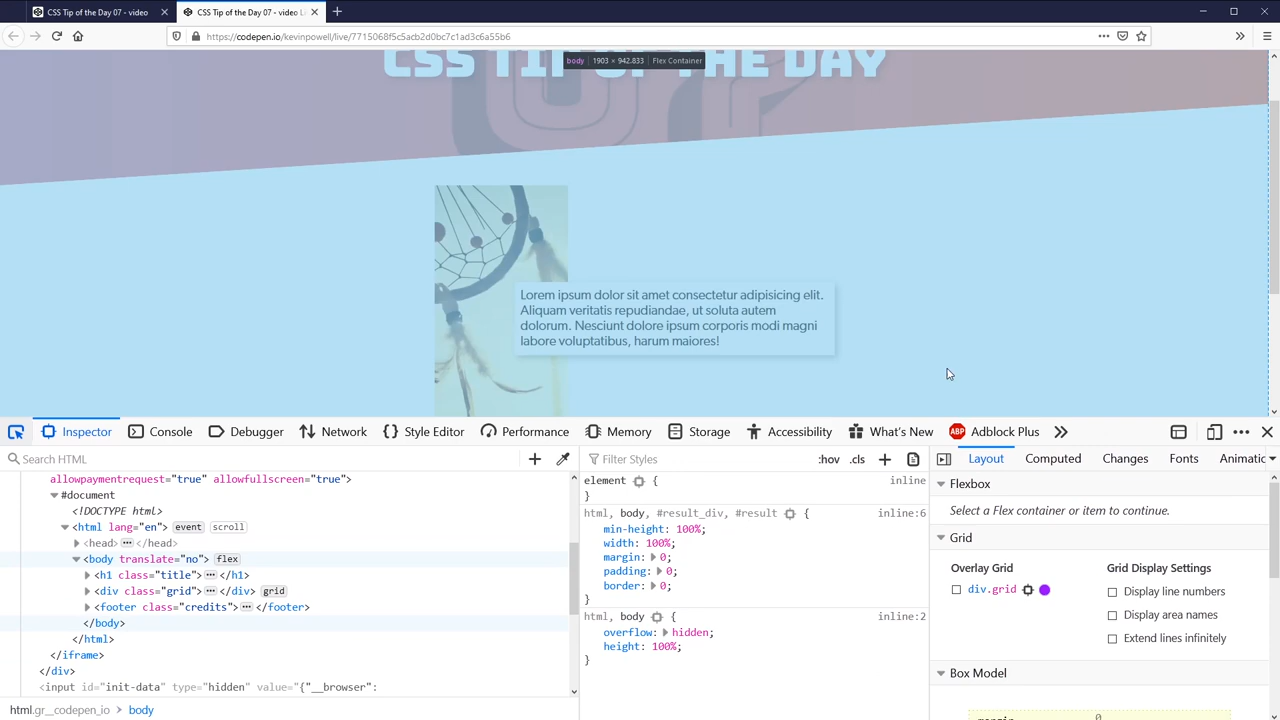 CSS Tip of the Day 07 - video
CSS Tip of the Day 07 - video Li
https://codepen.io/kevinpowell/live/7715068f5c5acb2d0bc7c1ad3c6a55b6
CSS TIP OF THE DAY
07
body 1903 × 942.833 Flex Container
Lorem ipsum dolor sit amet consectetur adipisicing elit.
Aliquam veritatis repudiandae, ut soluta autem
dolorum. Nesciunt dolore ipsum corporis modi magni
labore voluptatibus, harum maiores!
Inspector Console Debugger Network Style Editor Performance Memory Storage Accessibility What's New ABP Adblock Plus
Search HTML
allowpaymentrequest="true" allowfullscreen="true">
#document
<!DOCTYPE html>
<html lang="en"> event scroll
<head> ··· </head>
<body translate="no"> flex
<h1 class="title"> ··· </h1>
<div class="grid"> ··· </div> grid
<footer class="credits"> ··· </footer>
</body>
</html>
</iframe>
</div>
<input id="init-data" type="hidden" value="{"__browser":
html.gr__codepen_io > body
Filter Styles :hov .cls
element { inline
}
html, body, #result_div, #result { inline:6
min-height: 100%;
width: 100%;
margin: 0;
padding: 0;
border: 0;
}
html, body { inline:2
overflow: hidden;
height: 100%;
}
Layout Computed Changes Fonts Animatic
Flexbox
Select a Flex container or item to continue.
Grid
Overlay Grid Grid Display Settings
div.grid Display line numbers
Display area names
Extend lines infinitely
Box Model
margin 0